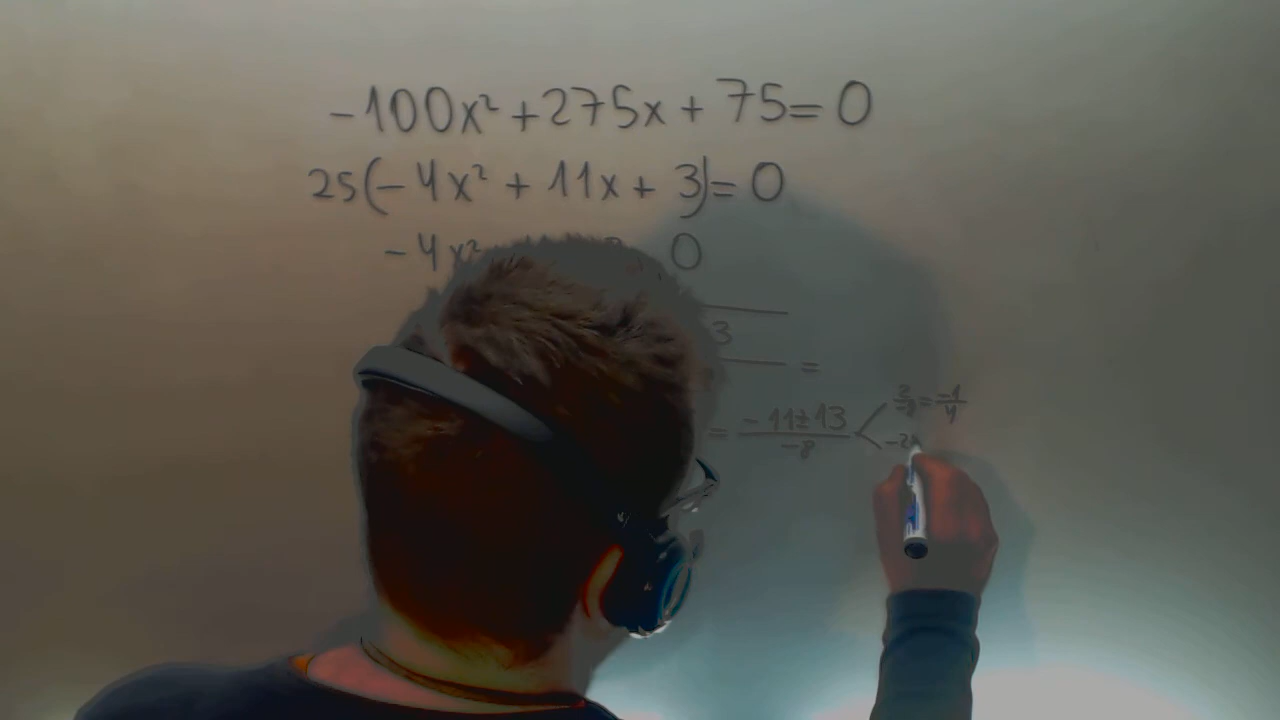 -100x² + 275x + 75 = 0
25(-4x² + 11x + 3) = 0
-4x² 0
3
=
= -11±13/-8 < 2/-8 = -1/4
-2